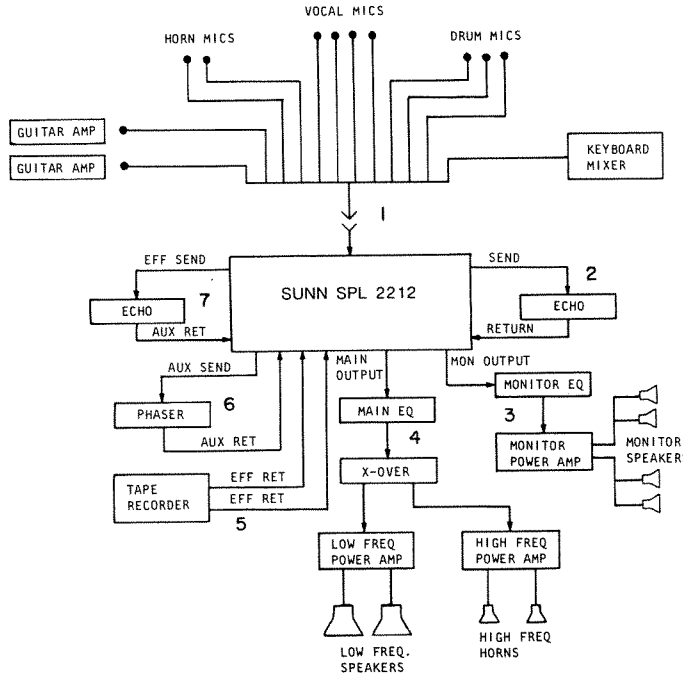 VOCAL MICS
HORN MICS
DRUM MICS
GUITAR AMP
GUITAR AMP
KEYBOARD
MIXER
1
EFF SEND
SEND
2
7
SUNN SPL 2212
ECHO
ECHO
AUX RET
RETURN
AUX SEND
MAIN
OUTPUT
MON OUTPUT
MONITOR EQ
6
PHASER
MAIN EQ
3
4
AUX RET
MONITOR
POWER AMP
MONITOR
SPEAKERS
X-OVER
EFF RET
TAPE
RECORDER
EFF RET
5
LOW FREQ
POWER AMP
HIGH FREQ
POWER AMP
LOW FREQ.
SPEAKERS
HIGH FREQ
HORNS